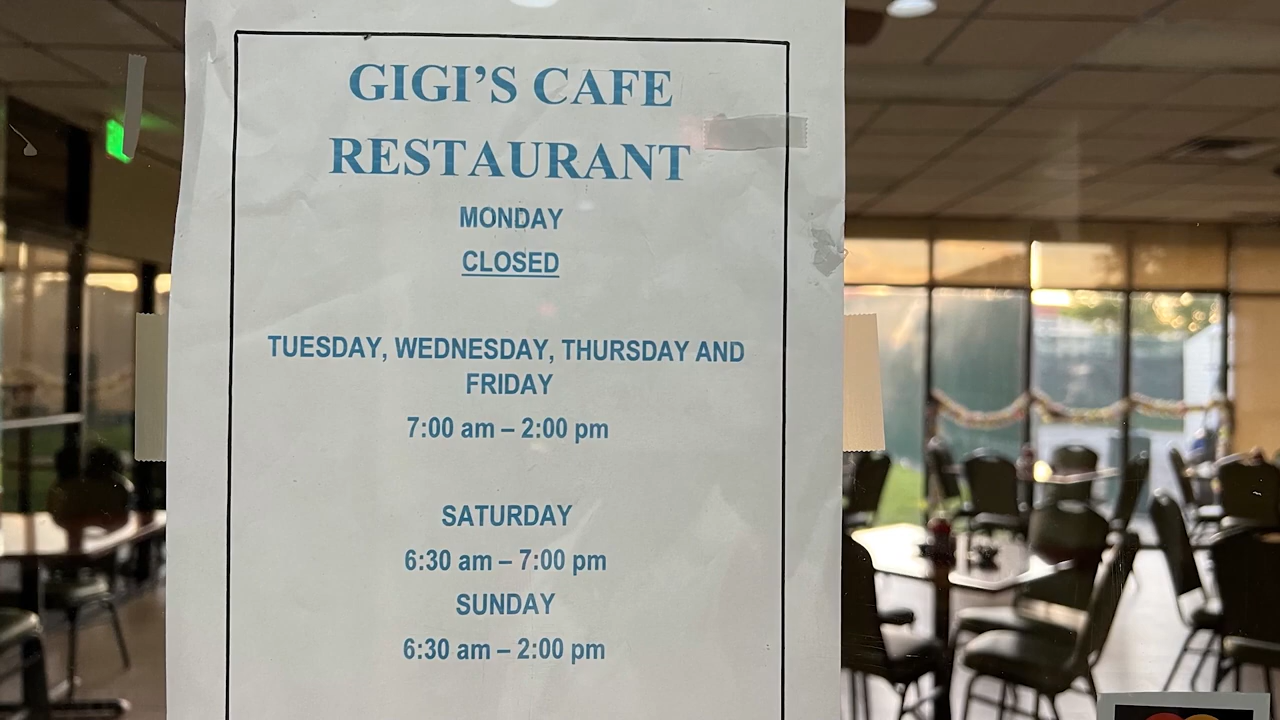 GIGI'S CAFE
RESTAURANT
MONDAY
CLOSED
TUESDAY, WEDNESDAY, THURSDAY AND
FRIDAY
7:00 am – 2:00 pm
SATURDAY
6:30 am – 7:00 pm
SUNDAY
6:30 am – 2:00 pm